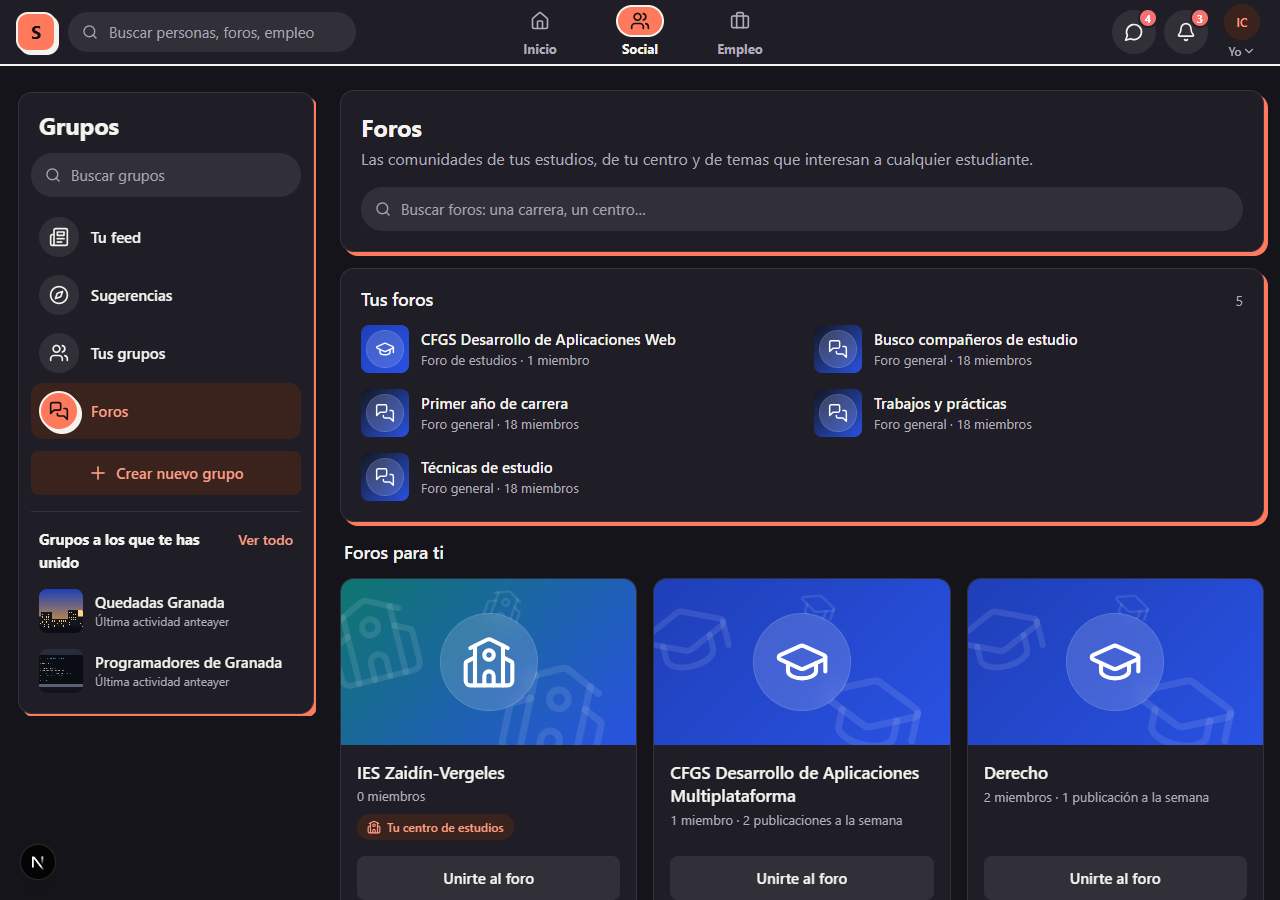 S
Buscar personas, foros, empleo
Inicio
Social
Empleo
4
3
IC
Yo
Grupos
Buscar grupos
Tu feed
Sugerencias
Tus grupos
Foros
Crear nuevo grupo
Grupos a los que te has
unido
Ver todo
Quedadas Granada
Última actividad anteayer
Programadores de Granada
Última actividad anteayer
N
Foros
Las comunidades de tus estudios, de tu centro y de temas que interesan a cualquier estudiante.
Buscar foros: una carrera, un centro...
Tus foros
5
CFGS Desarrollo de Aplicaciones Web
Foro de estudios · 1 miembro
Busco compañeros de estudio
Foro general · 18 miembros
Primer año de carrera
Foro general · 18 miembros
Trabajos y prácticas
Foro general · 18 miembros
Técnicas de estudio
Foro general · 18 miembros
Foros para ti
IES Zaidín-Vergeles
0 miembros
Tu centro de estudios
Unirte al foro
CFGS Desarrollo de Aplicaciones
Multiplataforma
1 miembro · 2 publicaciones a la semana
Unirte al foro
Derecho
2 miembros · 1 publicación a la semana
Unirte al foro